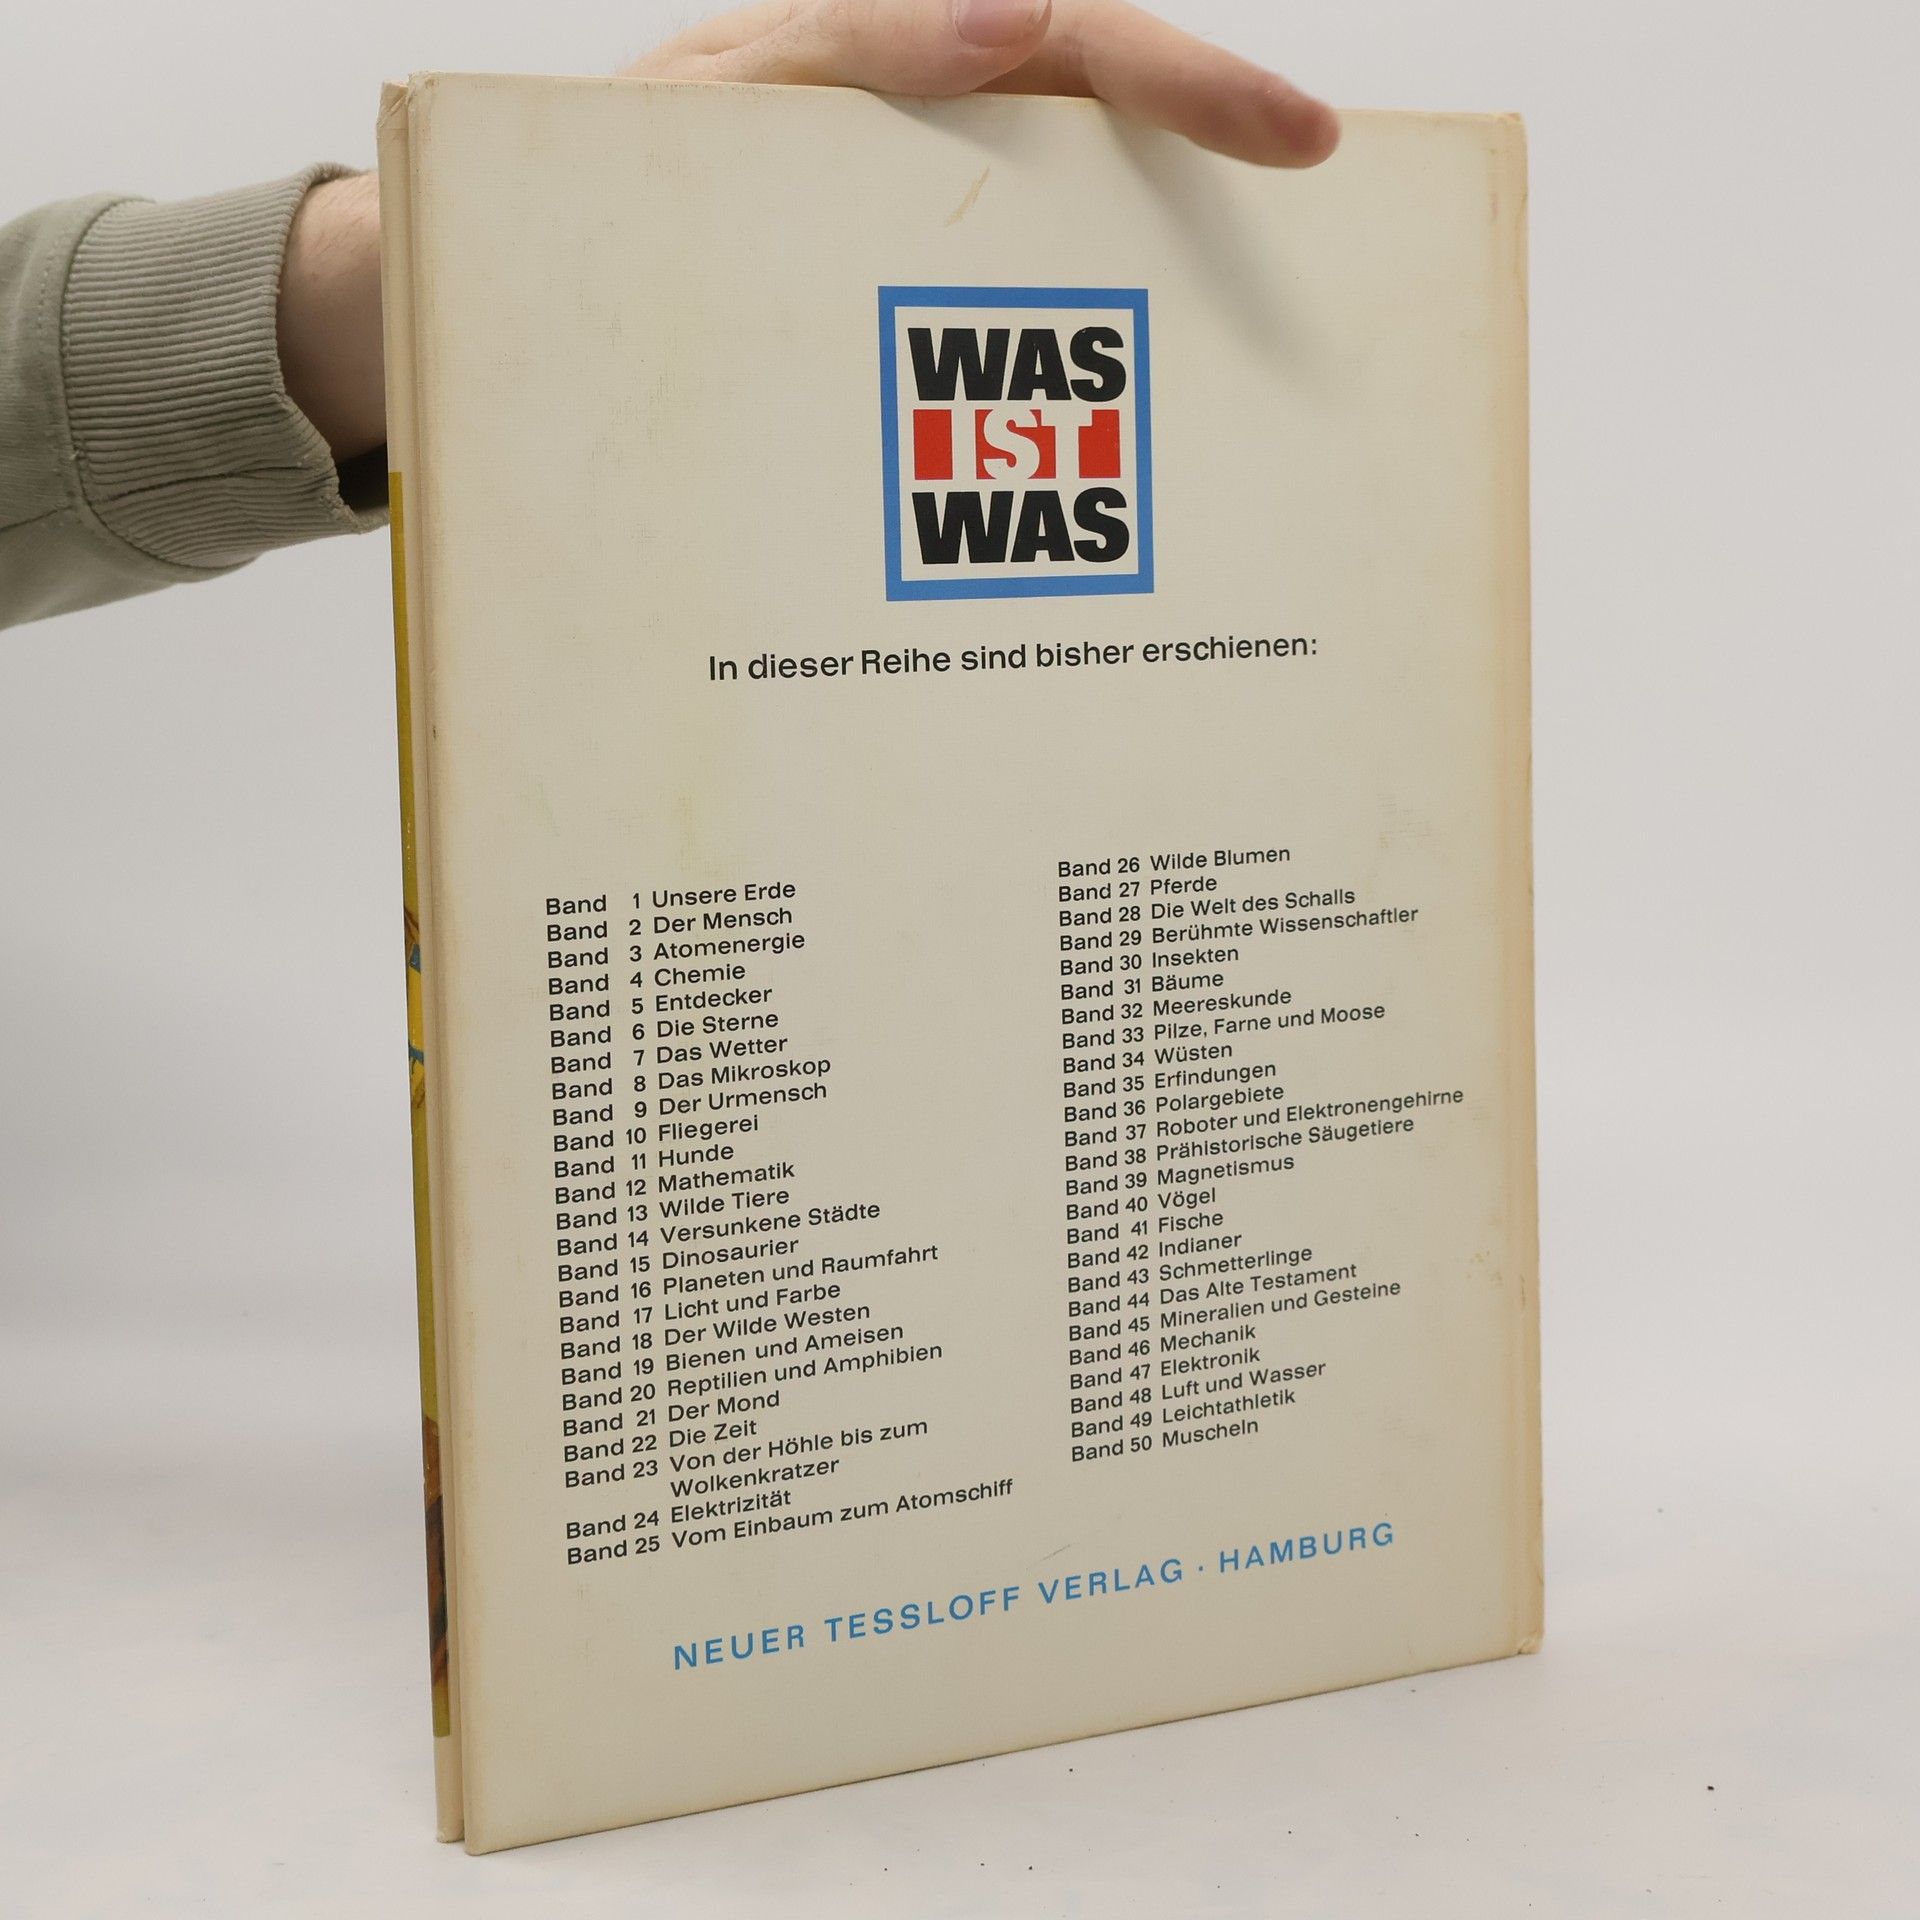 WAS
IST
WAS
In dieser Reihe sind bisher erschienen:
Band 1 Unsere Erde
Band 2 Der Mensch
Band 3 Atomenergie
Band 4 Chemie
Band 5 Entdecker
Band 6 Die Sterne
Band 7 Das Wetter
Band 8 Das Mikroskop
Band 9 Der Urmensch
Band 10 Fliegerei
Band 11 Hunde
Band 12 Mathematik
Band 13 Wilde Tiere
Band 14 Versunkene Städte
Band 15 Dinosaurier
Band 16 Planeten und Raumfahrt
Band 17 Licht und Farbe
Band 18 Der Wilde Westen
Band 19 Bienen und Ameisen
Band 20 Reptilien und Amphibien
Band 21 Der Mond
Band 22 Die Zeit
Band 23 Von der Höhle bis zum
Wolkenkratzer
Band 24 Elektrizität
Band 25 Vom Einbaum zum Atomschiff
Band 26 Wilde Blumen
Band 27 Pferde
Band 28 Die Welt des Schalls
Band 29 Berühmte Wissenschaftler
Band 30 Insekten
Band 31 Bäume
Band 32 Meereskunde
Band 33 Pilze, Farne und Moose
Band 34 Wüsten
Band 35 Erfindungen
Band 36 Polargebiete
Band 37 Roboter und Elektronengehirne
Band 38 Prähistorische Säugetiere
Band 39 Magnetismus
Band 40 Vögel
Band 41 Fische
Band 42 Indianer
Band 43 Schmetterlinge
Band 44 Das Alte Testament
Band 45 Mineralien und Gesteine
Band 46 Mechanik
Band 47 Elektronik
Band 48 Luft und Wasser
Band 49 Leichtathletik
Band 50 Muscheln
NEUER TESSLOFF VERLAG · HAMBURG